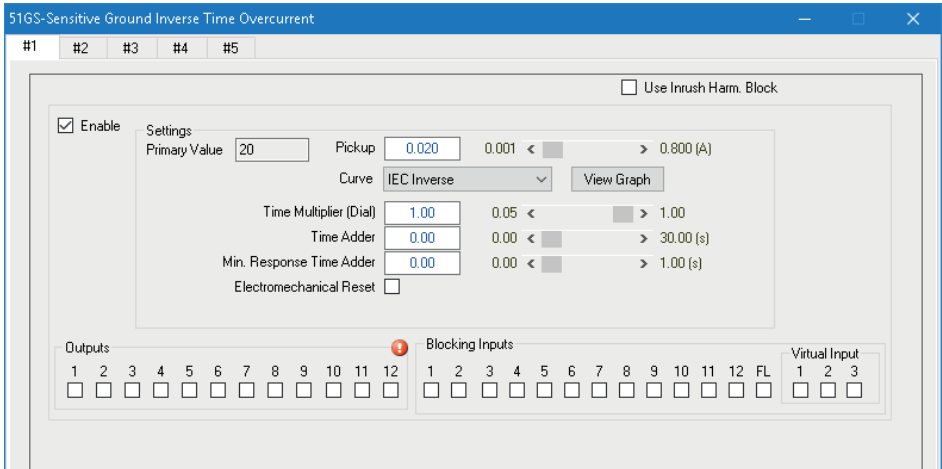 51GS-Sensitive Ground Inverse Time Overcurrent
#1 #2 #3 #4 #5
Use Inrush Harm. Block
Enable
Settings
Primary Value 20 Pickup 0.020 0.001 < > 0.800 (A)
Curve IEC Inverse View Graph
Time Multiplier (Dial) 1.00 0.05 < > 1.00
Time Adder 0.00 0.00 < > 30.00 (s)
Min. Response Time Adder 0.00 0.00 < > 1.00 (s)
Electromechanical Reset
Outputs Blocking Inputs
Virtual Input
1 2 3 4 5 6 7 8 9 10 11 12 1 2 3 4 5 6 7 8 9 10 11 12 FL 1 2 3